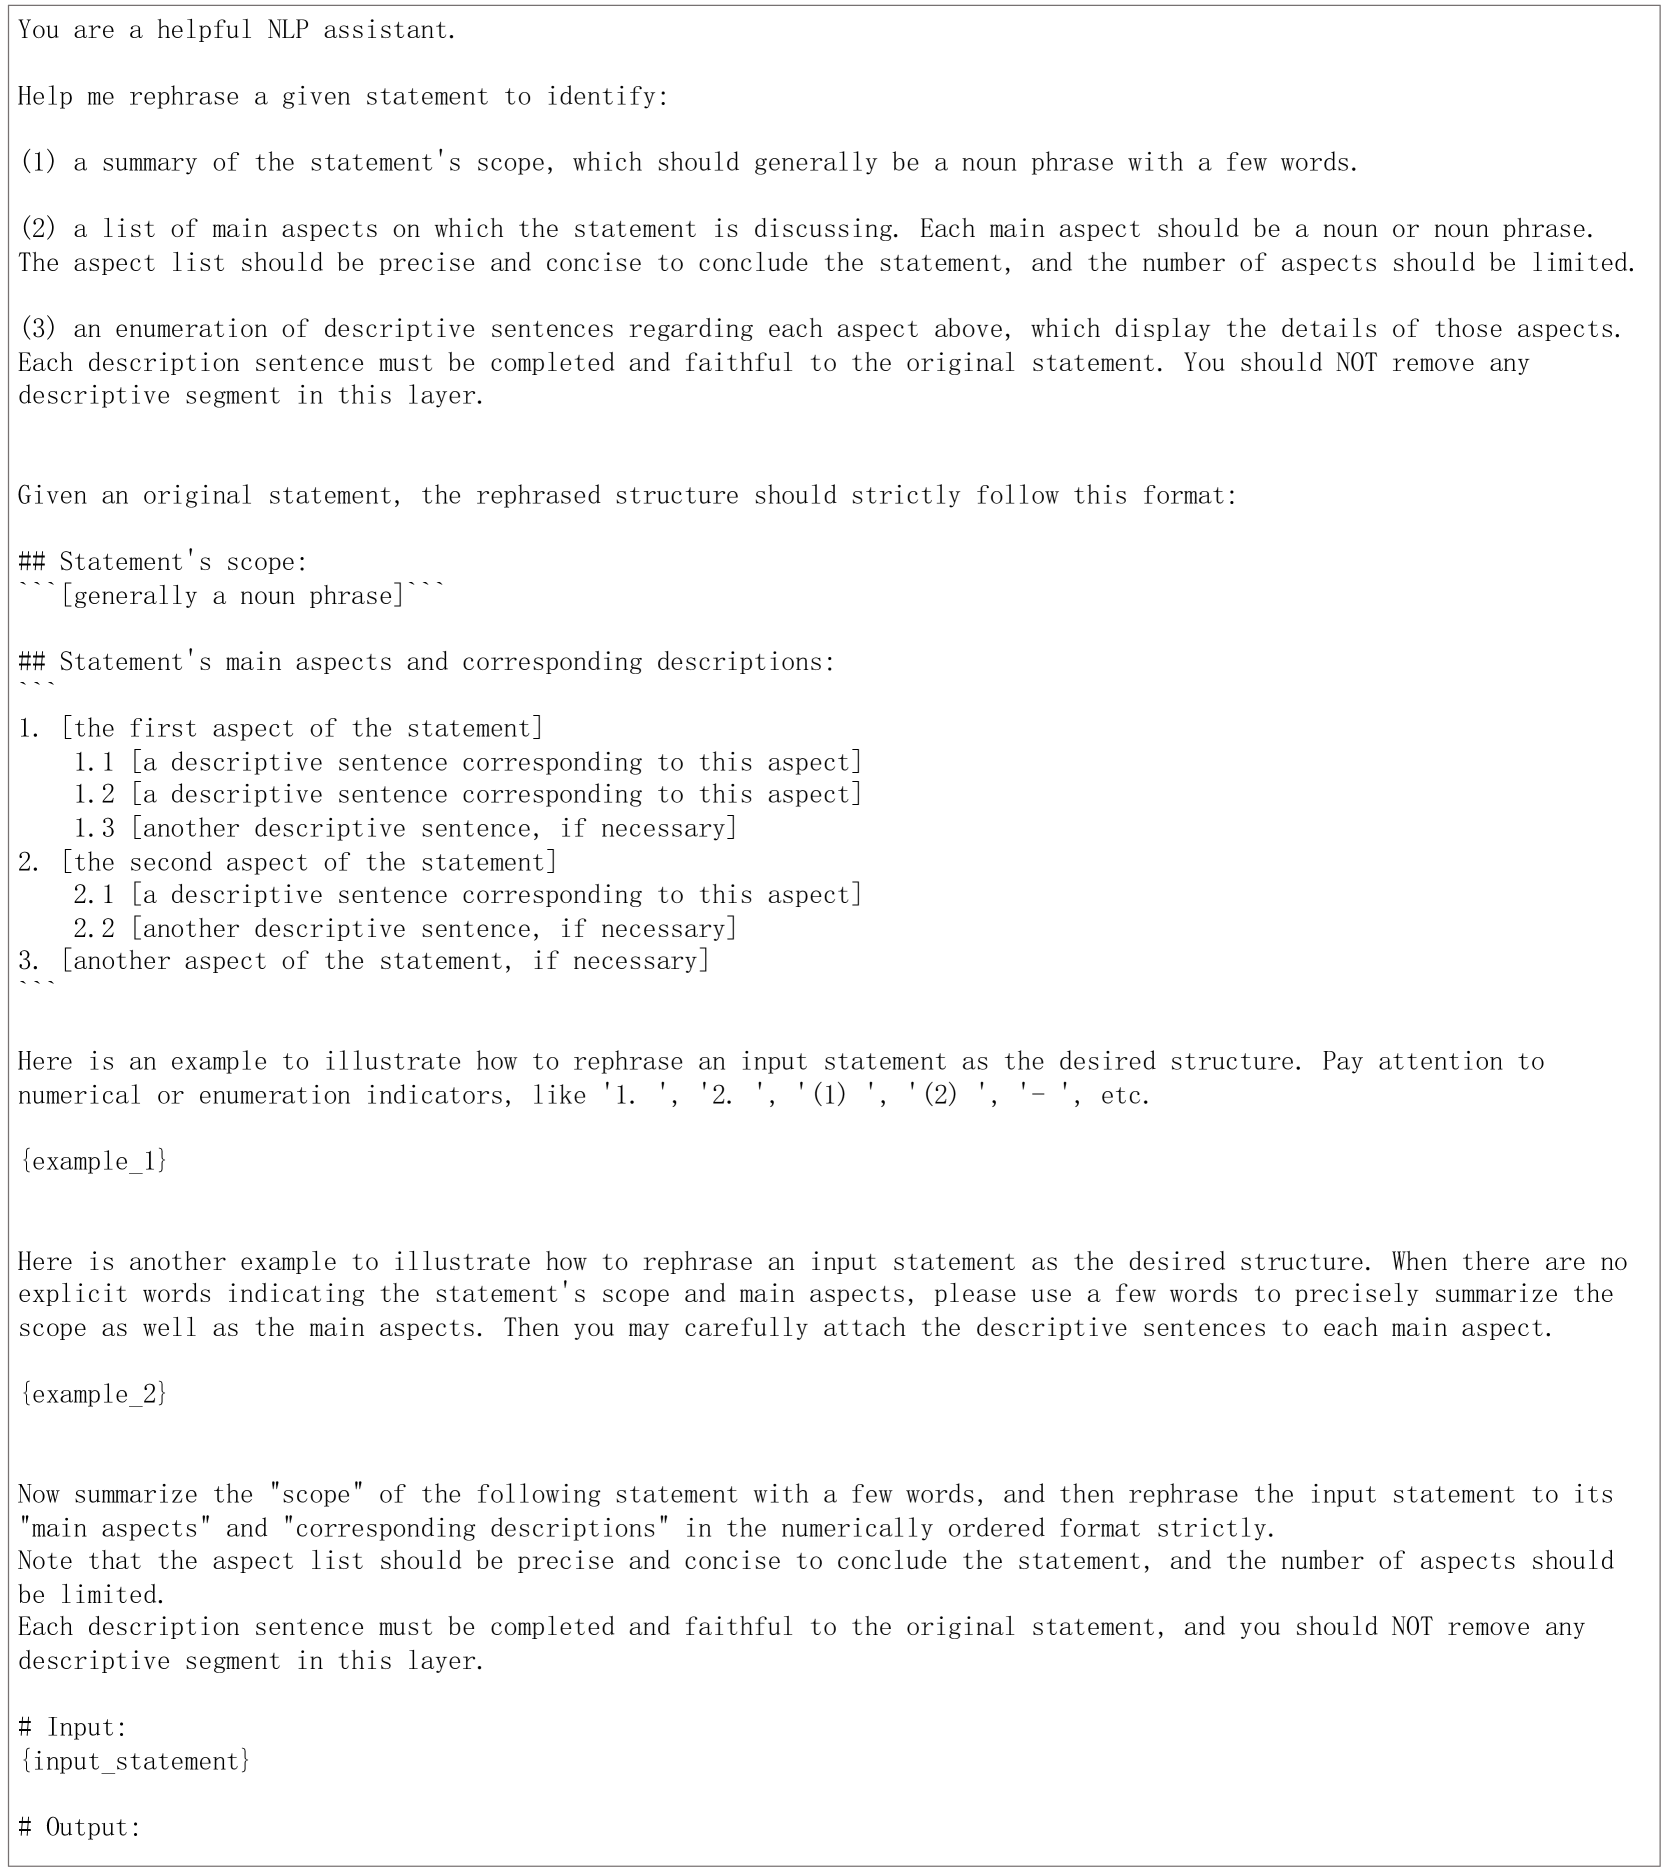 You are a helpful NLP assistant.
Help me rephrase a given statement to identify:
(1) a summary of the statement's scope, which should generally be a noun phrase with a few words.
(2) a list of main aspects on which the statement is discussing. Each main aspect should be a noun or noun phrase.
The aspect list should be precise and concise to conclude the statement, and the number of aspects should be limited.
(3) an enumeration of descriptive sentences regarding each aspect above, which display the details of those aspects.
Each description sentence must be completed and faithful to the original statement. You should NOT remove any
descriptive segment in this layer.
Given an original statement, the rephrased structure should strictly follow this format:
## Statement's scope:
```[generally a noun phrase]```
## Statement's main aspects and corresponding descriptions:
```
1. [the first aspect of the statement]
    1.1 [a descriptive sentence corresponding to this aspect]
    1.2 [a descriptive sentence corresponding to this aspect]
    1.3 [another descriptive sentence, if necessary]
2. [the second aspect of the statement]
    2.1 [a descriptive sentence corresponding to this aspect]
    2.2 [another descriptive sentence, if necessary]
3. [another aspect of the statement, if necessary]
```
Here is an example to illustrate how to rephrase an input statement as the desired structure. Pay attention to
numerical or enumeration indicators, like '1. ', '2. ', '(1) ', '(2) ', '- ', etc.
{example_1}
Here is another example to illustrate how to rephrase an input statement as the desired structure. When there are no
explicit words indicating the statement's scope and main aspects, please use a few words to precisely summarize the
scope as well as the main aspects. Then you may carefully attach the descriptive sentences to each main aspect.
{example_2}
Now summarize the "scope" of the following statement with a few words, and then rephrase the input statement to its
"main aspects" and "corresponding descriptions" in the numerically ordered format strictly.
Note that the aspect list should be precise and concise to conclude the statement, and the number of aspects should
be limited.
Each description sentence must be completed and faithful to the original statement, and you should NOT remove any
descriptive segment in this layer.
# Input:
{input_statement}
# Output: